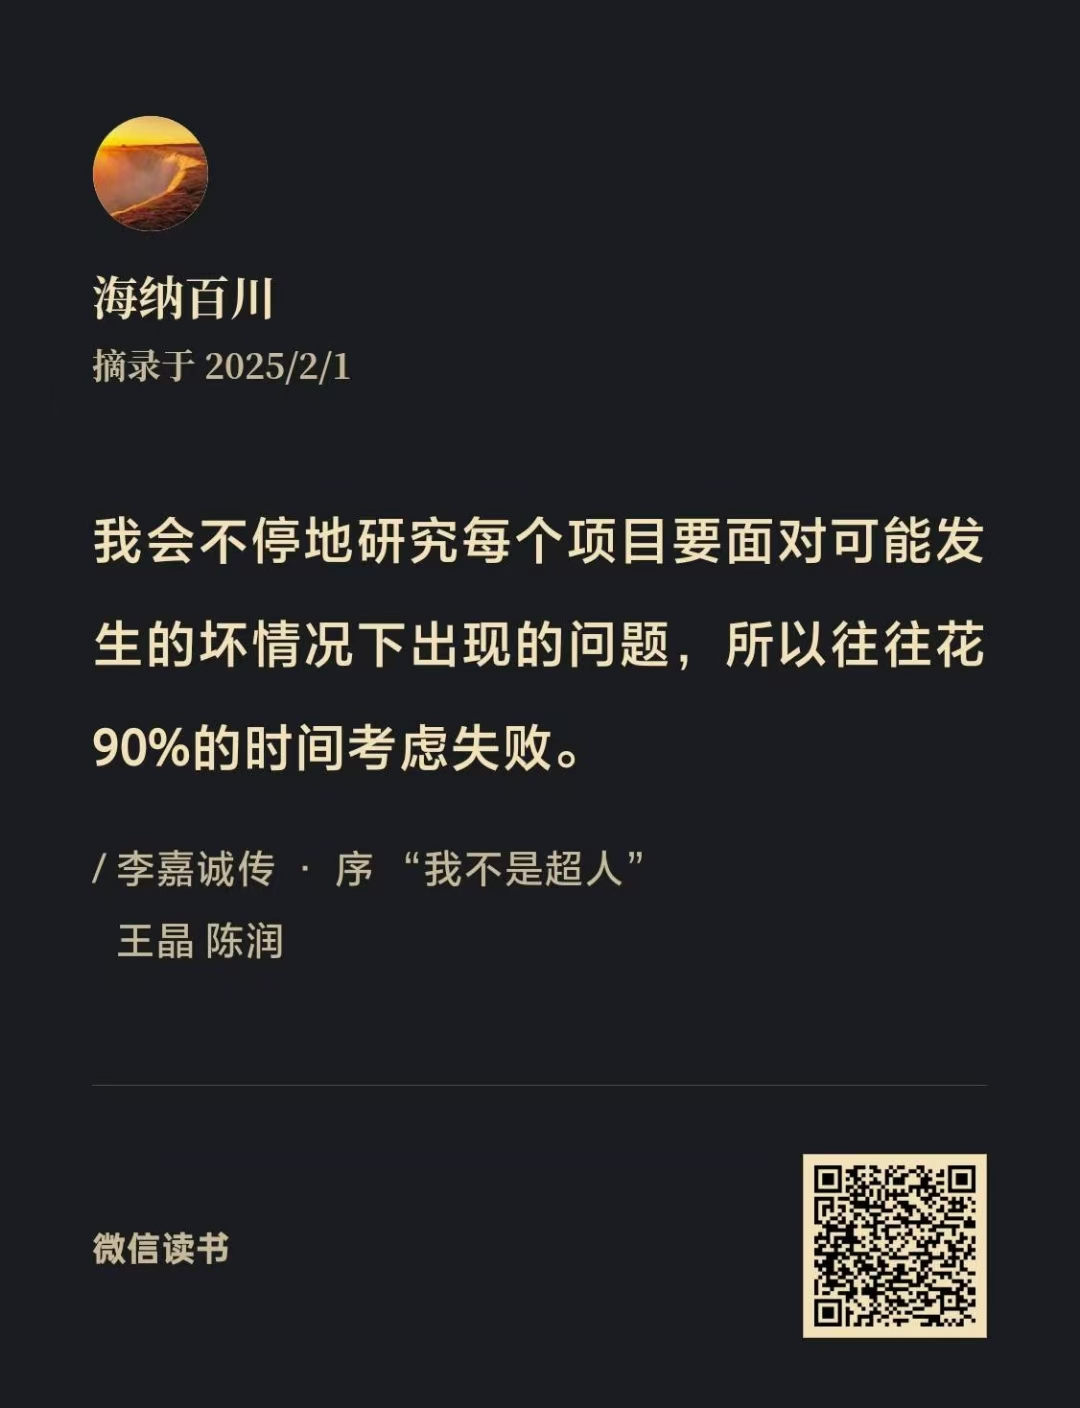 海纳百川
摘录于 2025/2/1
我会不停地研究每个项目要面对可能发
生的坏情况下出现的问题，所以往往花
90%的时间考虑失败。
/ 李嘉诚传 · 序 “我不是超人”
王晶 陈润
微信读书